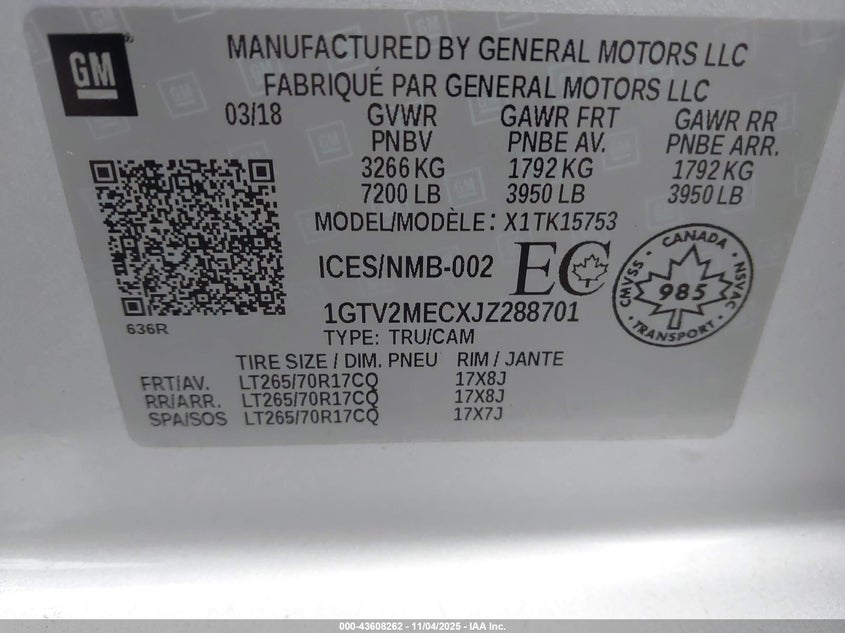 GM
MANUFACTURED BY GENERAL MOTORS LLC
FABRIQUÉ PAR GENERAL MOTORS LLC
03/18 GVWR GAWR FRT GAWR RR
PNBV PNBE AV. PNBE ARR.
3266 KG 1792 KG 1792 KG
7200 LB 3950 LB 3950 LB
MODEL/MODÈLE: X1TK15753
ICES/NMB-002 EC
CANADA
CMVSS 985 NSVAC
TRANSPORT
1GTV2MECXJZ288701
636R
TYPE: TRU/CAM
TIRE SIZE / DIM. PNEU RIM / JANTE
FRT/AV. LT265/70R17CQ 17X8J
RR/ARR. LT265/70R17CQ 17X8J
SPA/SOS LT265/70R17CQ 17X7J
000-43608262 - 11/04/2025 - IAA Inc.